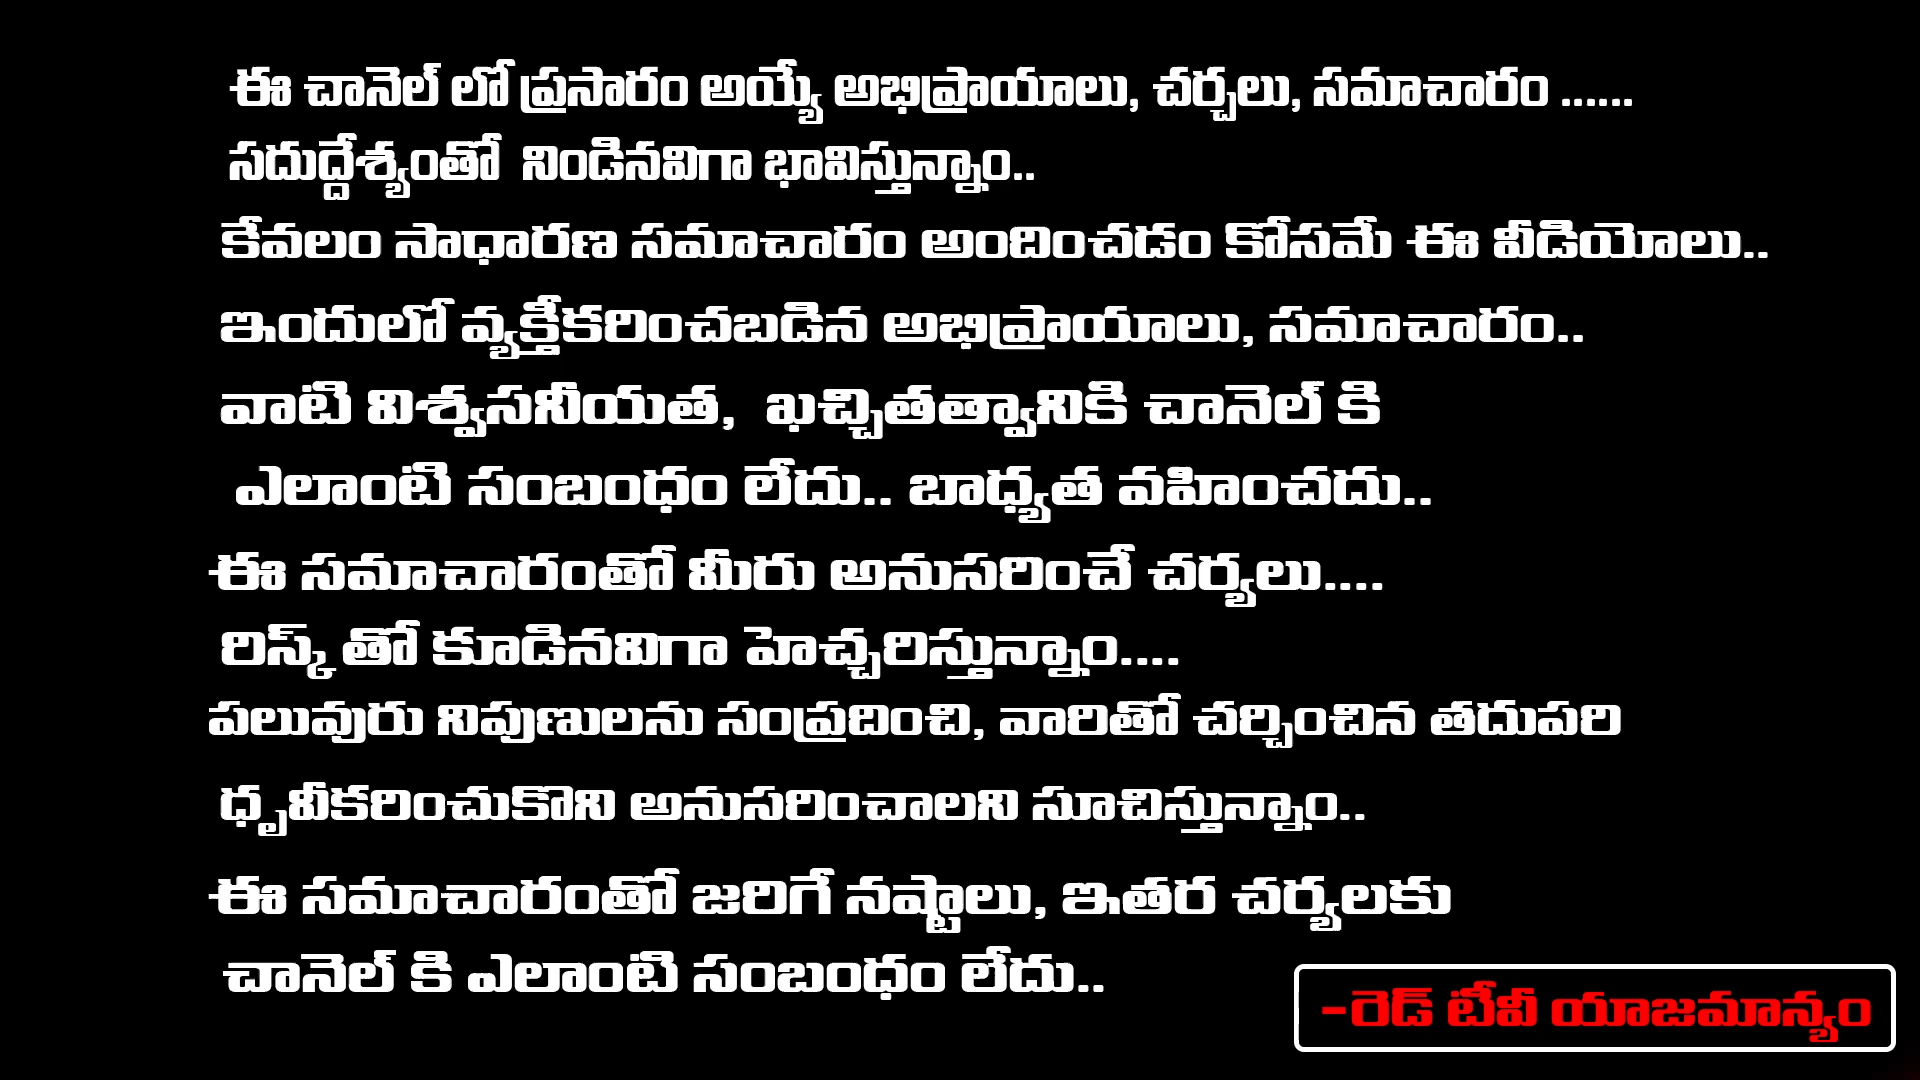 ఈ చానెల్ లో ప్రసారం అయ్యే అభిప్రాయాలు, చర్చలు, సమాచారం ......
సదుద్దేశ్యంతో నిండినవిగా భావిస్తున్నాం..
కేవలం సాధారణ సమాచారం అందించడం కోసమే ఈ వీడియోలు..
ఇందులో వ్యక్తీకరించబడిన అభిప్రాయాలు, సమాచారం..
వాటి విశ్వసనీయత, ఖచ్చితత్వానికి చానెల్ కి
ఎలాంటి సంబంధం లేదు.. బాధ్యత వహించదు..
ఈ సమాచారంతో మీరు అనుసరించే చర్యలు....
రిస్క్ తో కూడినవిగా హెచ్చరిస్తున్నాం....
పలువురు నిపుణులను సంప్రదించి, వారితో చర్చించిన తదుపరి
ధృవీకరించుకొని అనుసరించాలని సూచిస్తున్నాం..
ఈ సమాచారంతో జరిగే నష్టాలు, ఇతర చర్యలకు
చానెల్ కి ఎలాంటి సంబంధం లేదు..
-రెడ్ టీవీ యాజమాన్యం